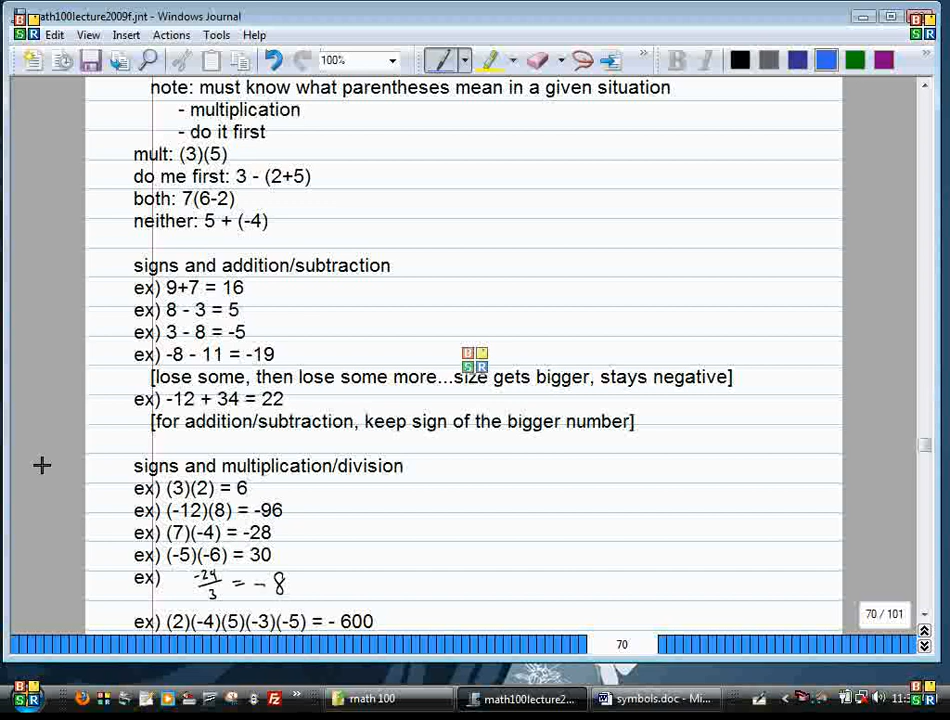 math100lecture2009f.jnt - Windows Journal
Edit View Insert Actions Tools Help
100%
B I
note: must know what parentheses mean in a given situation
- multiplication
- do it first
mult: (3)(5)
do me first: 3 - (2+5)
both: 7(6-2)
neither: 5 + (-4)
signs and addition/subtraction
ex) 9+7 = 16
ex) 8 - 3 = 5
ex) 3 - 8 = -5
ex) -8 - 11 = -19
B
S R
[lose some, then lose some more...size gets bigger, stays negative]
ex) -12 + 34 = 22
[for addition/subtraction, keep sign of the bigger number]
signs and multiplication/division
ex) (3)(2) = 6
ex) (-12)(8) = -96
ex) (7)(-4) = -28
ex) (-5)(-6) = 30
ex) -24/3 = - 8
ex) (2)(-4)(5)(-3)(-5) = - 600
70 / 101
70
math 100
math100lecture2...
symbols.doc - Mi...